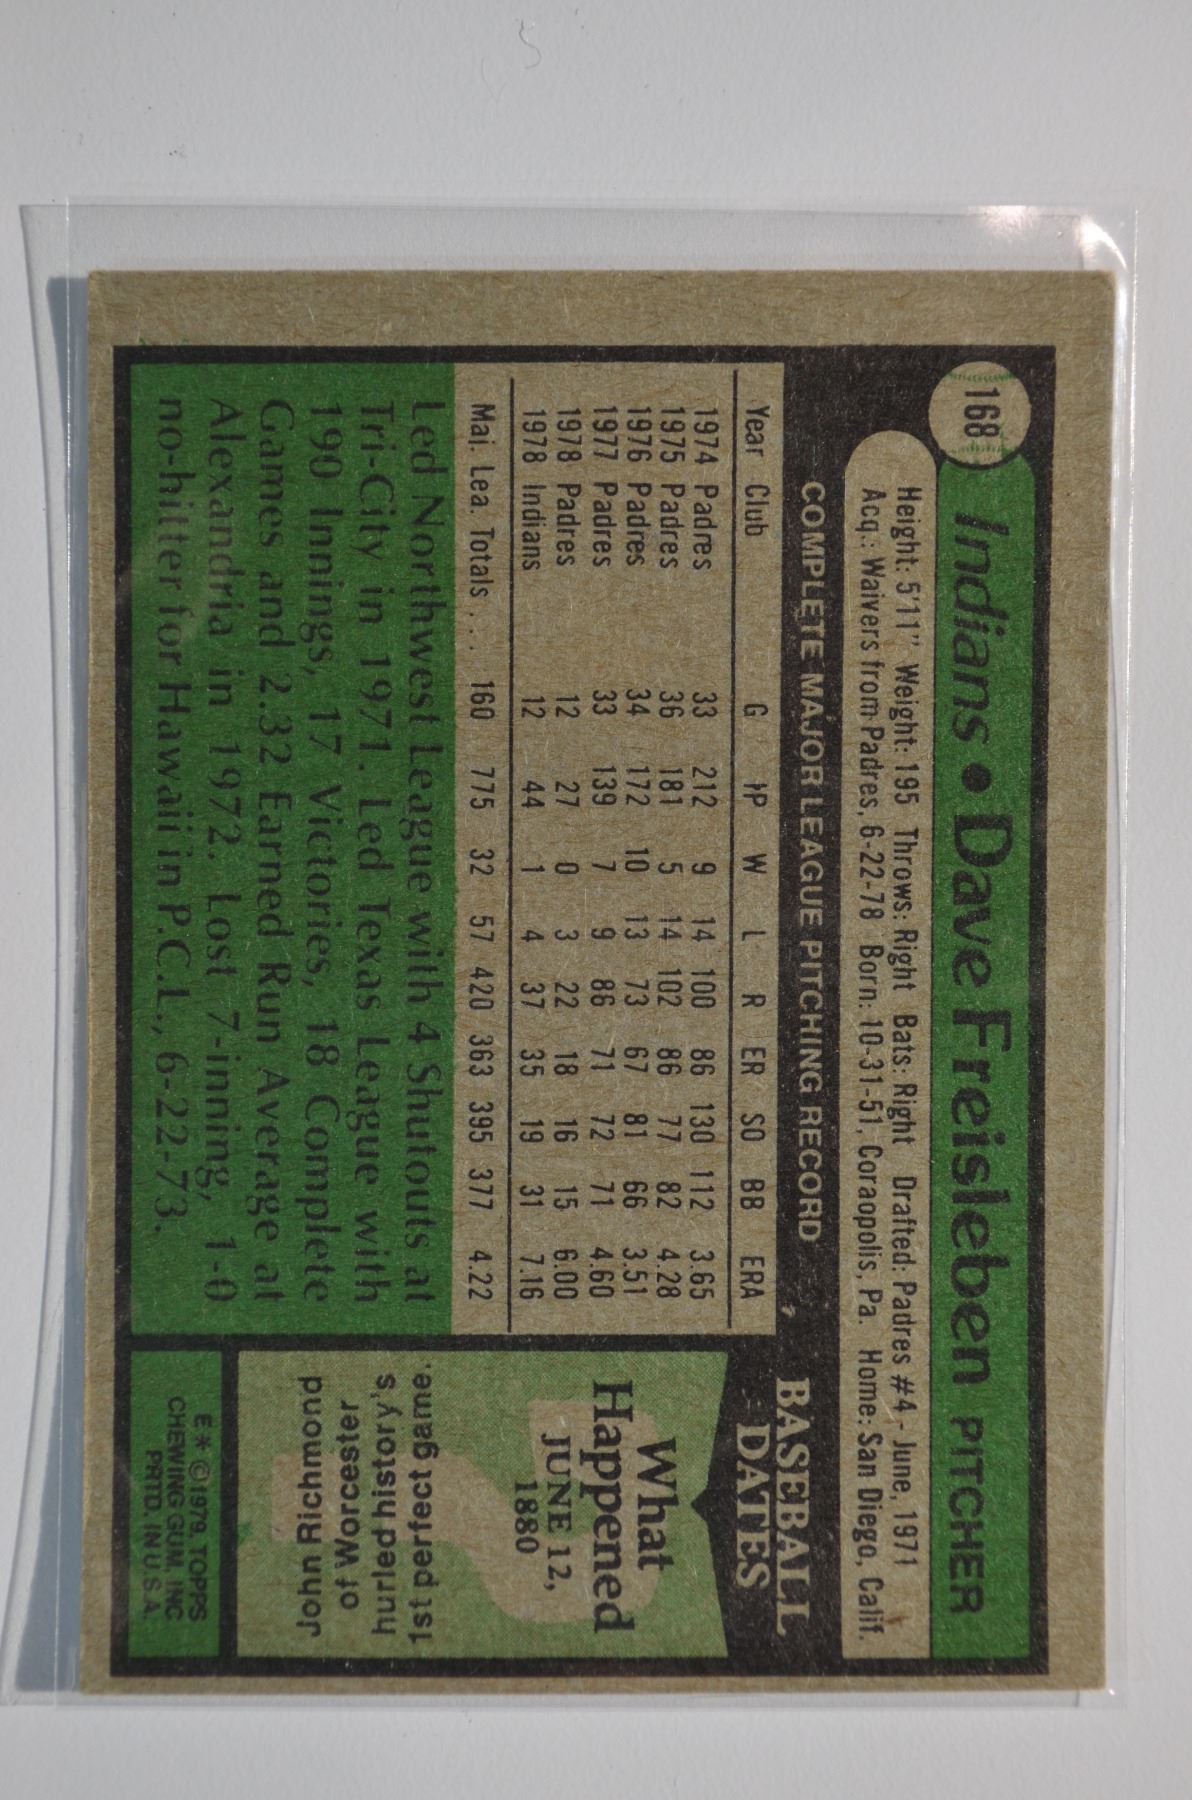 168
Indians • Dave Freisleben PITCHER
Height: 5'11" Weight: 195 Throws: Right Bats: Right Drafted: Padres #4 - June, 1971
Acq.: Waivers from Padres, 6-22-78 Born: 10-31-51, Coraopolis, Pa. Home: San Diego, Calif.
COMPLETE MAJOR LEAGUE PITCHING RECORD
Year Club G IP W L R ER SO BB ERA
1974 Padres 33 212 9 14 100 86 130 112 3.65
1975 Padres 36 181 5 14 102 86 77 82 4.28
1976 Padres 34 172 10 13 73 67 81 66 3.51
1977 Padres 33 139 7 9 86 71 72 71 4.60
1978 Padres 12 27 0 3 22 18 16 15 6.00
1978 Indians 12 44 1 4 37 35 19 31 7.16
Maj. Lea. Totals . . . 160 775 32 57 420 363 395 377 4.22
Led Northwest League with 4 Shutouts at
Tri-City in 1971. Led Texas League with
190 Innings, 17 Victories, 18 Complete
Games and 2.32 Earned Run Average at
Alexandria in 1972. Lost 7-inning, 1-0
no-hitter for Hawaii in P.C.L., 6-22-73.
BASEBALL
DATES
What
Happened
JUNE 12,
1880
John Richmond
of Worcester
hurled history's
1st perfect game.
E* © 1979, TOPPS
CHEWING GUM, INC
PRTD. IN U.S.A.